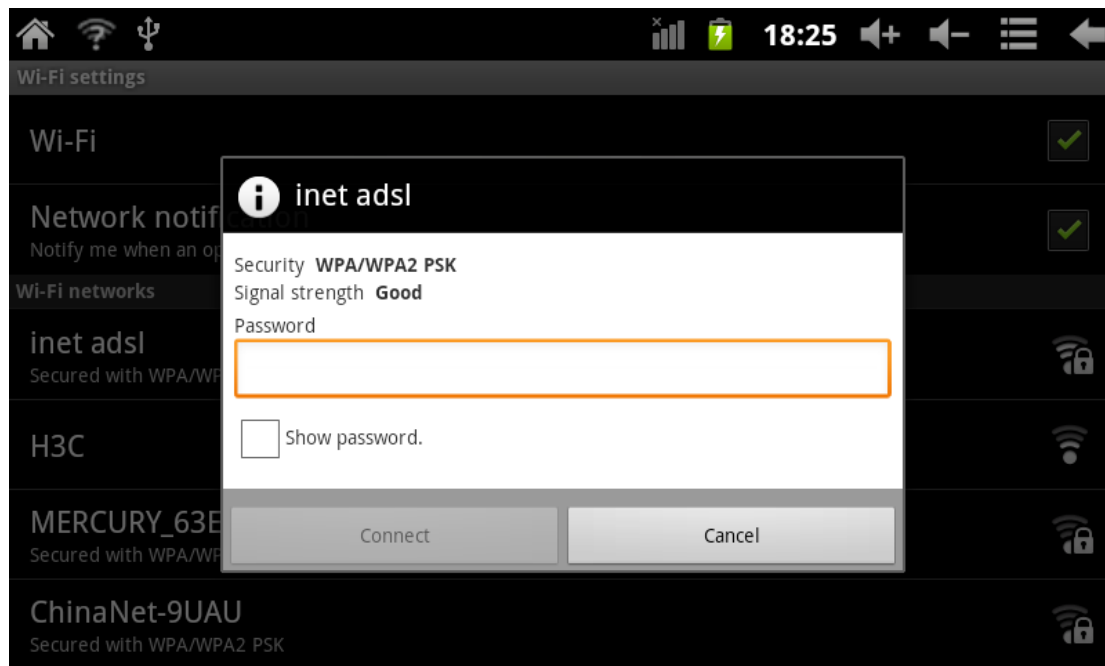 18:25
Wi-Fi settings
Wi-Fi
inet adsl
Network notification
Notify me when an op
Security WPA/WPA2 PSK
Signal strength Good
Wi-Fi networks
Password
inet adsl
Secured with WPA/WP
Show password.
H3C
MERCURY_63E
Secured with WPA/WP
Connect Cancel
ChinaNet-9UAU
Secured with WPA/WPA2 PSK